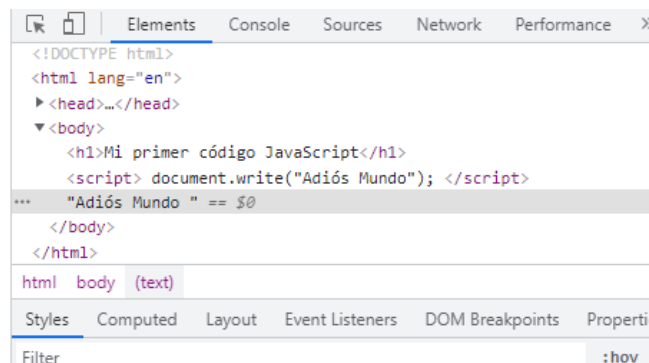 Elements Console Sources Network Performance »
<!DOCTYPE html>
<html lang="en">
▶<head>…</head>
▼<body>
<h1>Mi primer código JavaScript</h1>
<script> document.write("Adiós Mundo"); </script>
··· "Adiós Mundo " == $0
</body>
</html>
html body (text)
Styles Computed Layout Event Listeners DOM Breakpoints Properti
Filter :hov